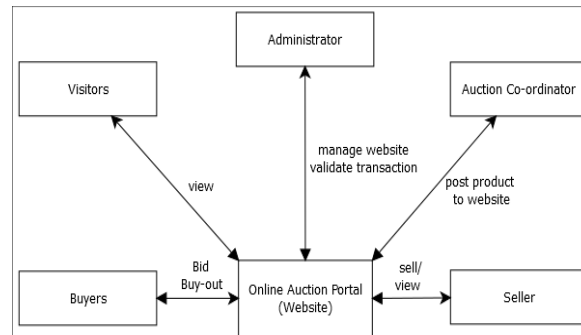 Administrator
Visitors
Auction Co-ordinator
manage website
validate transaction
view
post product
to website
Bid
Buy-out
Online Auction Portal
(Website)
sell/
view
Buyers
Seller